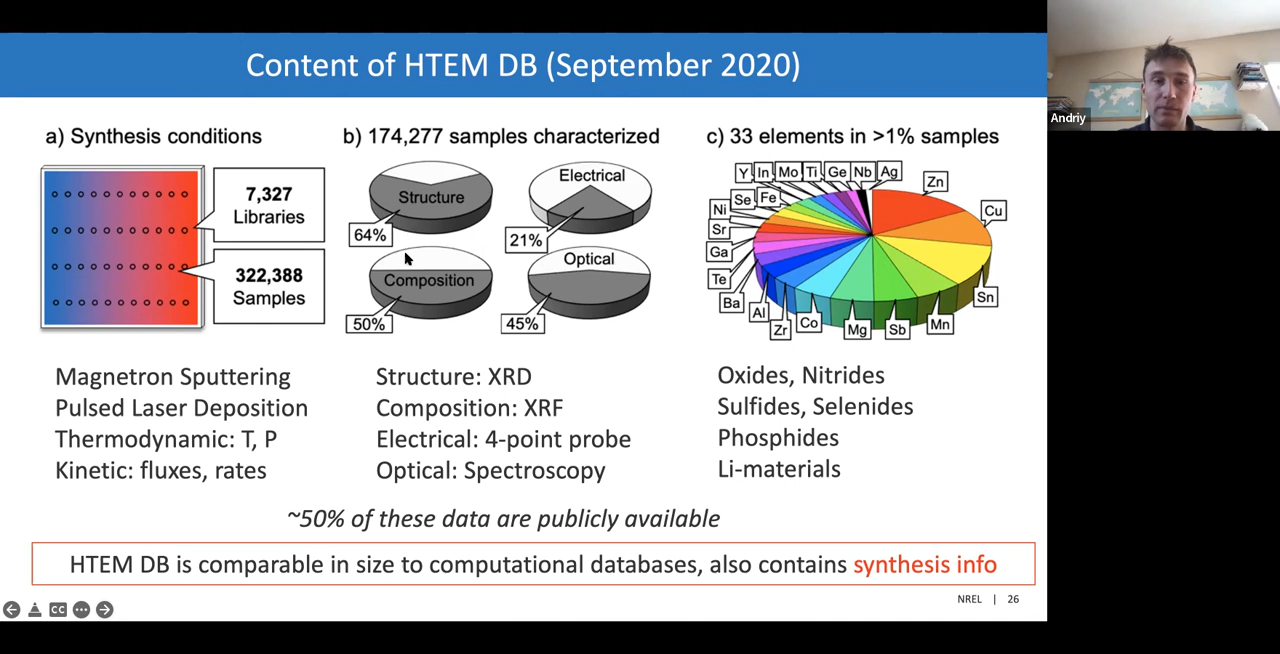 Content of HTEM DB (September 2020)
Andriy
a) Synthesis conditions
7,327
Libraries
322,388
Samples
Magnetron Sputtering
Pulsed Laser Deposition
Thermodynamic: T, P
Kinetic: fluxes, rates
b) 174,277 samples characterized
Structure
64%
Electrical
21%
Composition
50%
Optical
45%
Structure: XRD
Composition: XRF
Electrical: 4-point probe
Optical: Spectroscopy
c) 33 elements in >1% samples
Y In Mo Ti Ge Nb Ag
Zn
Se Fe
Ni
Cu
Sr
Ga
Te
Ba
Sn
Al
Zr
Co
Mg
Sb
Mn
Oxides, Nitrides
Sulfides, Selenides
Phosphides
Li-materials
~50% of these data are publicly available
HTEM DB is comparable in size to computational databases, also contains synthesis info
NREL | 26
CC